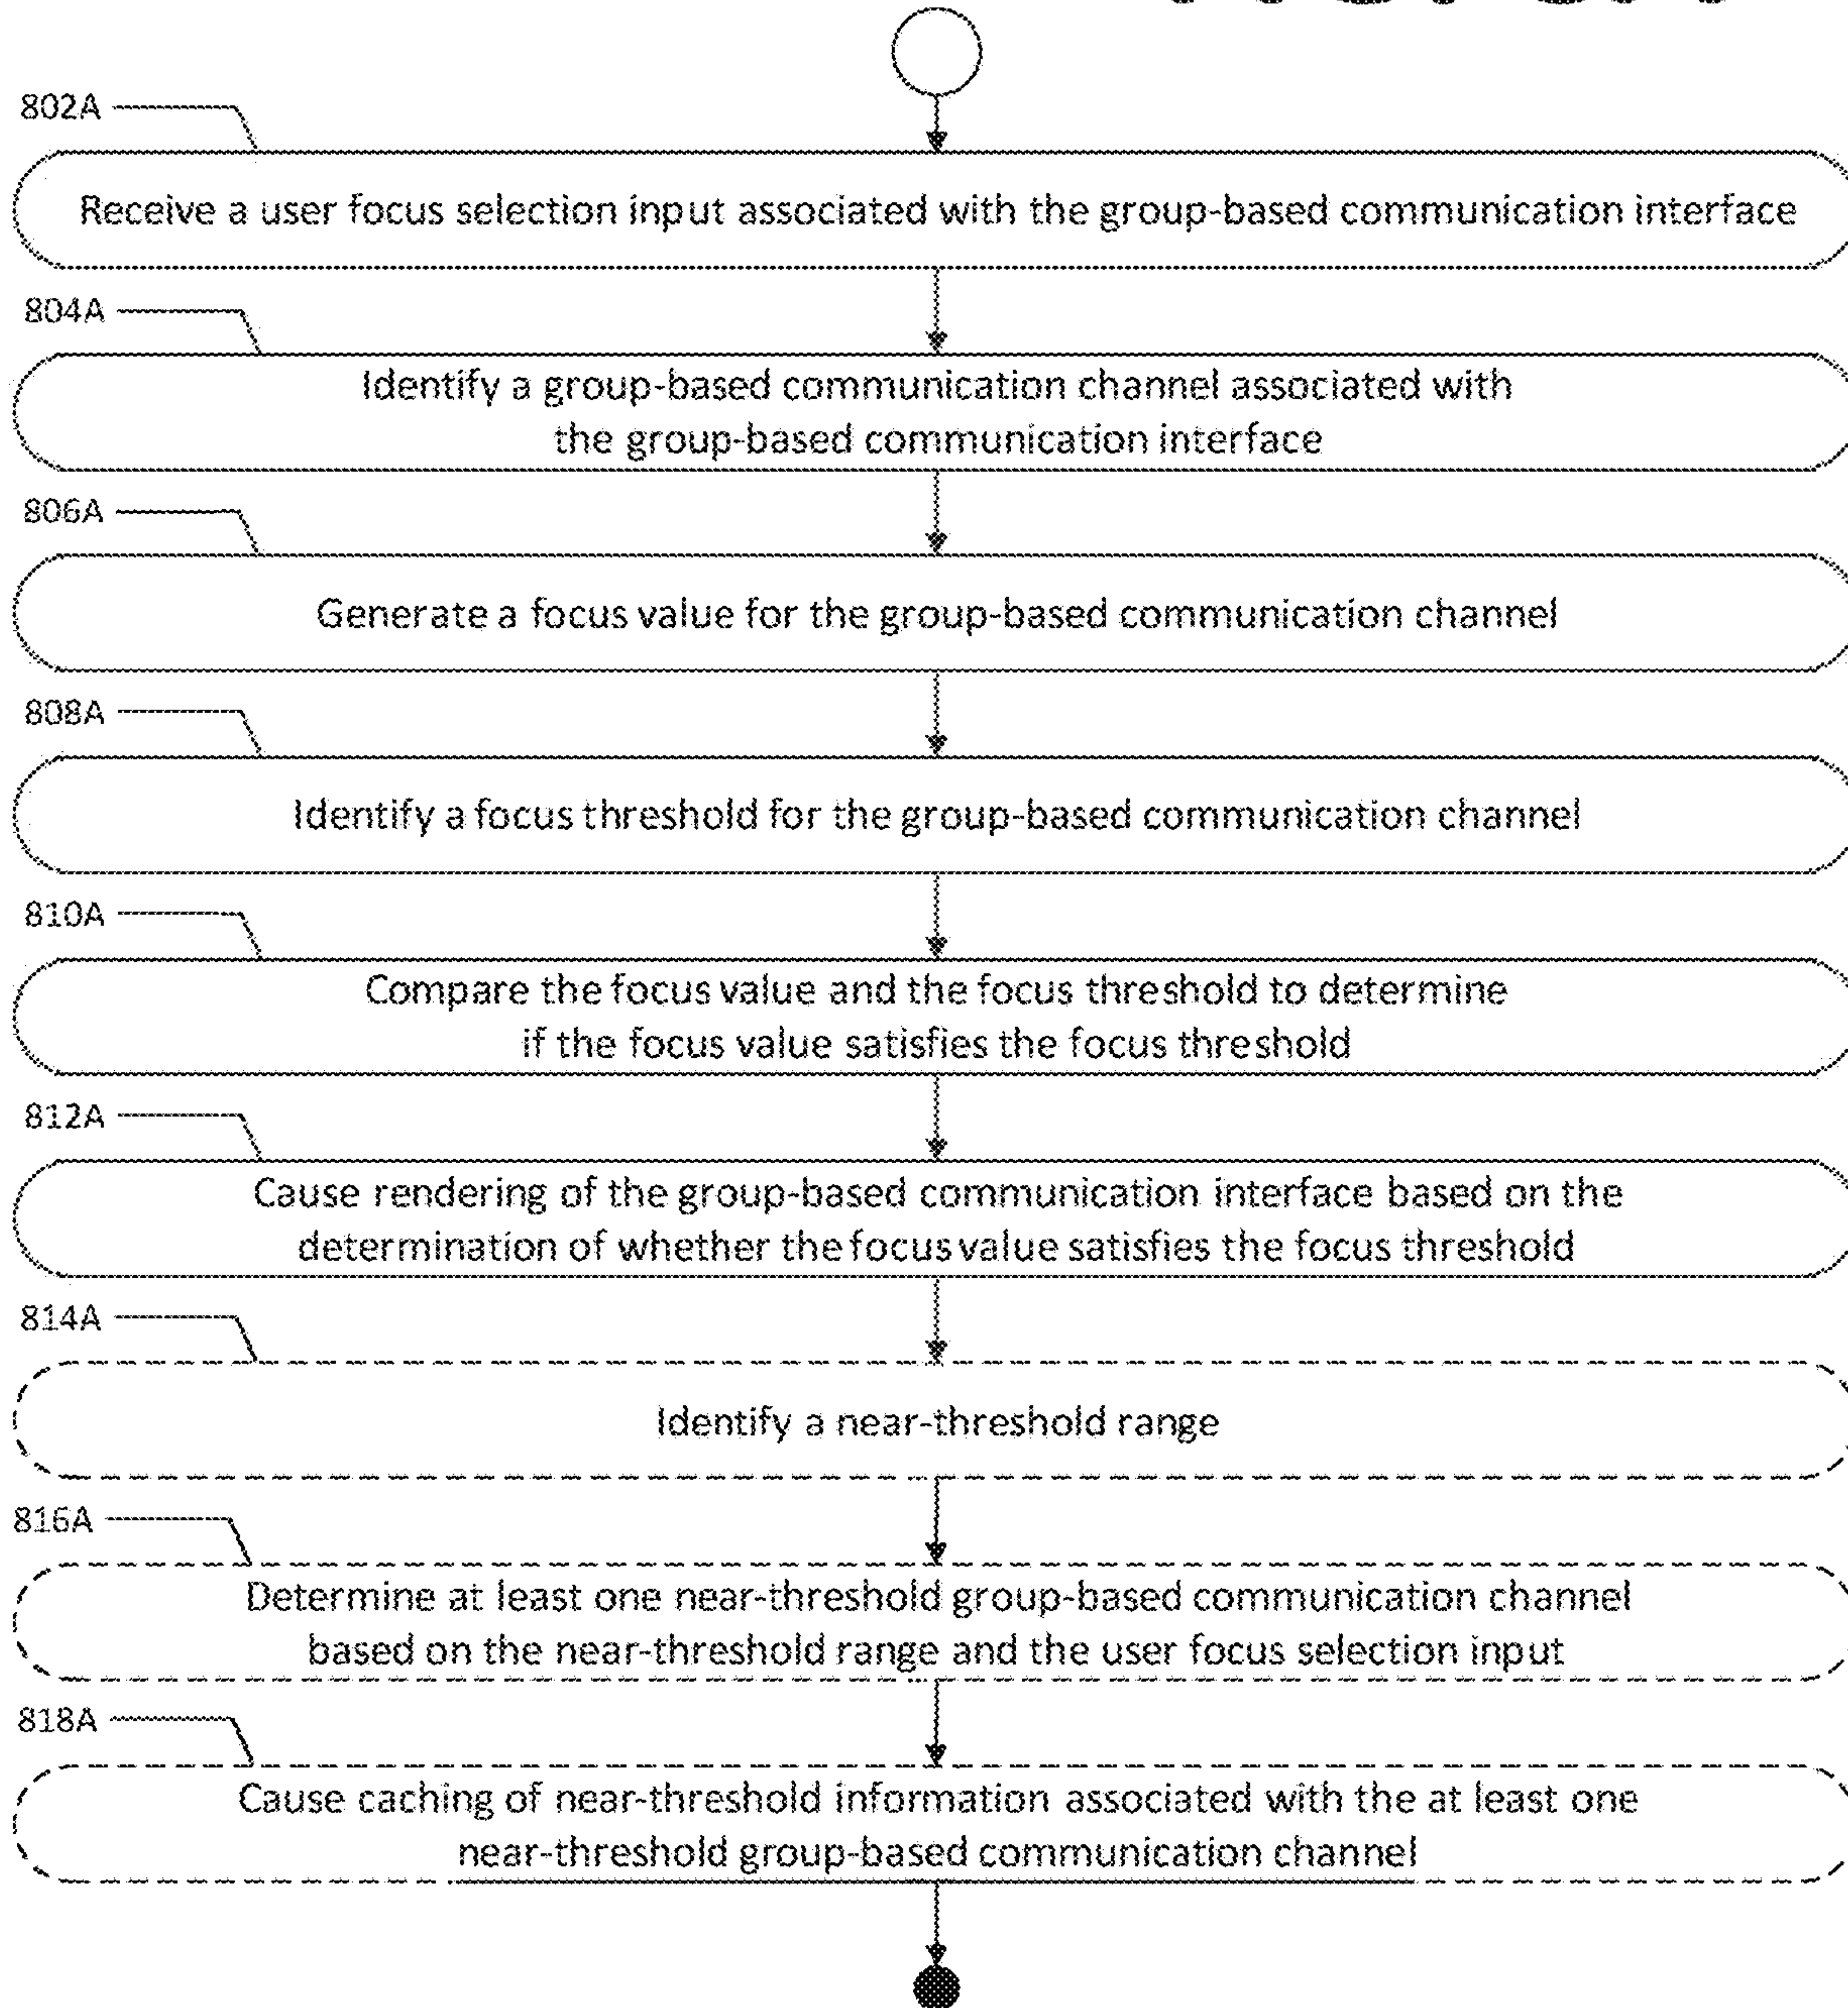 802A
Receive a user focus selection input associated with the group-based communication interface
804A
Identify a group-based communication channel associated with
the group-based communication interface
806A
Generate a focus value for the group-based communication channel
808A
Identify a focus threshold for the group-based communication channel
810A
Compare the focus value and the focus threshold to determine
if the focus value satisfies the focus threshold
812A
Cause rendering of the group-based communication interface based on the
determination of whether the focus value satisfies the focus threshold
814A
Identify a near-threshold range
816A
Determine at least one near-threshold group-based communication channel
based on the near-threshold range and the user focus selection input
818A
Cause caching of near-threshold information associated with the at least one
near-threshold group-based communication channel